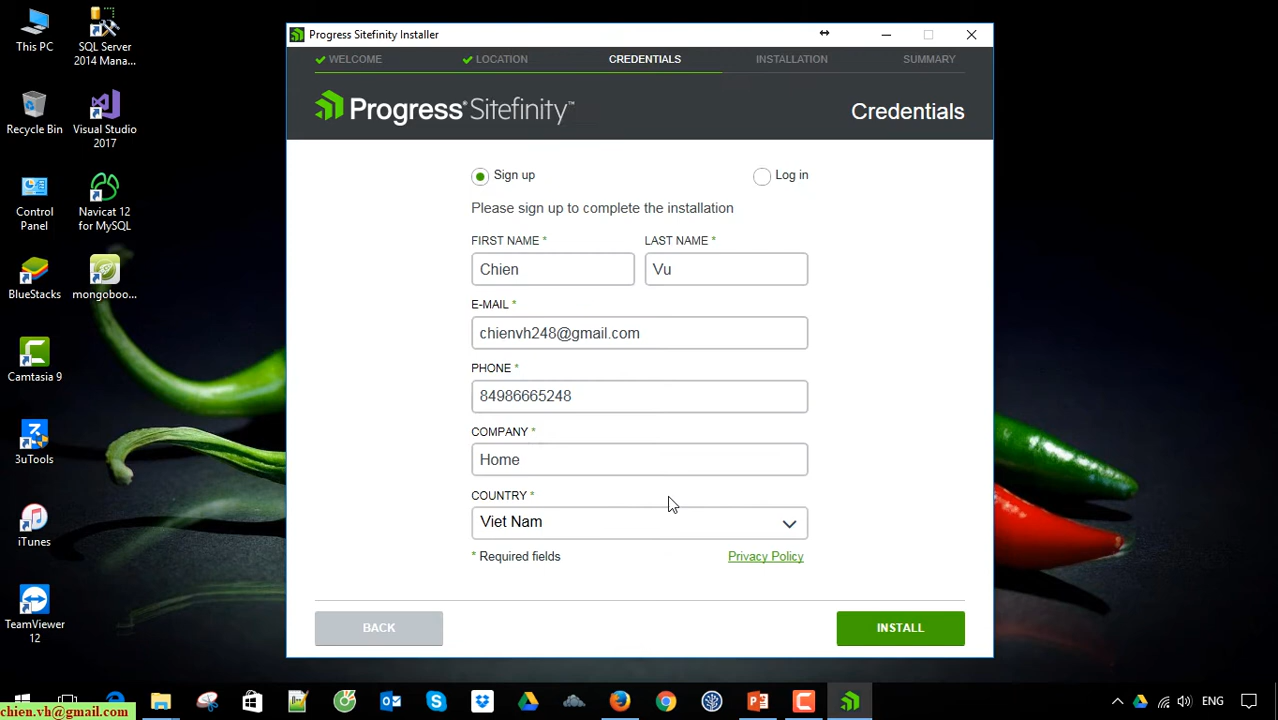 This PC
SQL Server
2014 Mana...
Recycle Bin
Visual Studio
2017
Control
Panel
Navicat 12
for MySQL
BlueStacks
mongoboo...
Camtasia 9
3uTools
iTunes
TeamViewer
12
Progress Sitefinity Installer
WELCOME
LOCATION
CREDENTIALS
INSTALLATION
SUMMARY
Progress Sitefinity™
Credentials
Sign up
Log in
Please sign up to complete the installation
FIRST NAME *
LAST NAME *
Chien
Vu
E-MAIL *
chienvh248@gmail.com
PHONE *
84986665248
COMPANY *
Home
COUNTRY *
Viet Nam
* Required fields
Privacy Policy
BACK
INSTALL
chien.vh@gmail.com
ENG